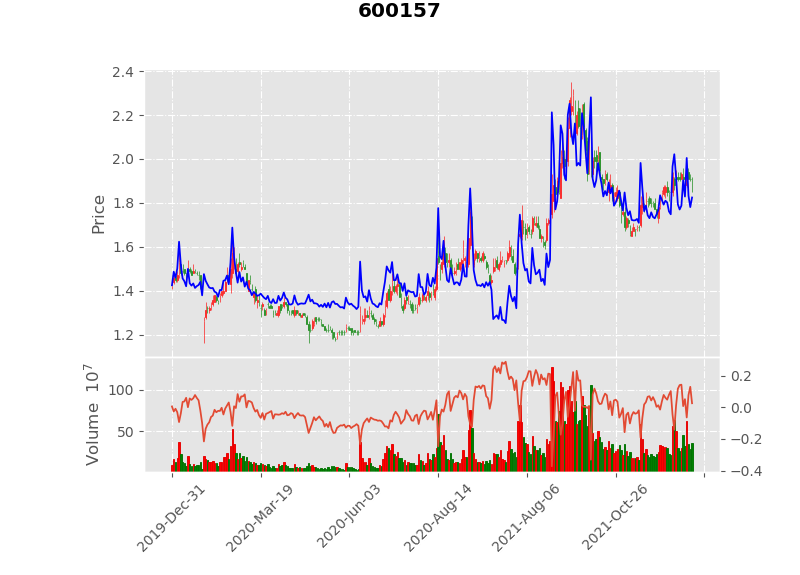 600157
2.4
2.2
2.0
1.8
1.6
1.4
1.2
Price
100
50
Volume 10^7
0.2
0.0
−0.2
−0.4
2019-Dec-31
2020-Mar-19
2020-Jun-03
2020-Aug-14
2021-Aug-06
2021-Oct-26